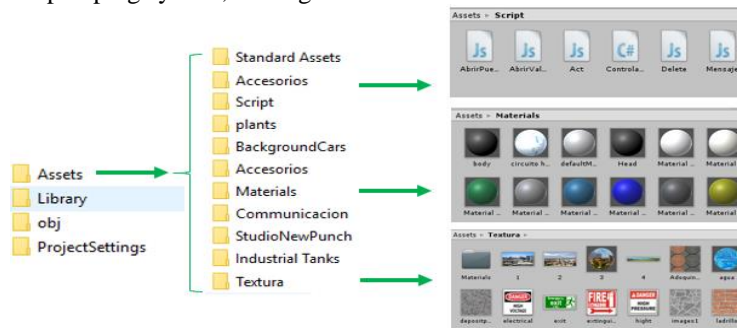 Assets
Library
obj
ProjectSettings
Standard Assets
Accesorios
Script
plants
BackgroundCars
Accesorios
Materials
Communicacion
StudioNewPunch
Industrial Tanks
Textura
Assets ▸ Script
Js Js Js C# Js Js
AbrirPue... AbrirVal... Act Controla... Delete Mensaje
Assets ▸ Materials
body circuito h... defaultM... Head Material ... Material
Material ... Material ... Material ... Material ... Material ... Material
Assets ▸ Textura ▸
Materials 1 2 3 4 Adoquin... agua
DANGER HIGH VOLTAGE EXIT FIRE DANGER HIGH PRESSURE
depositp... electrical exit extingui... hight images1 ladrillo